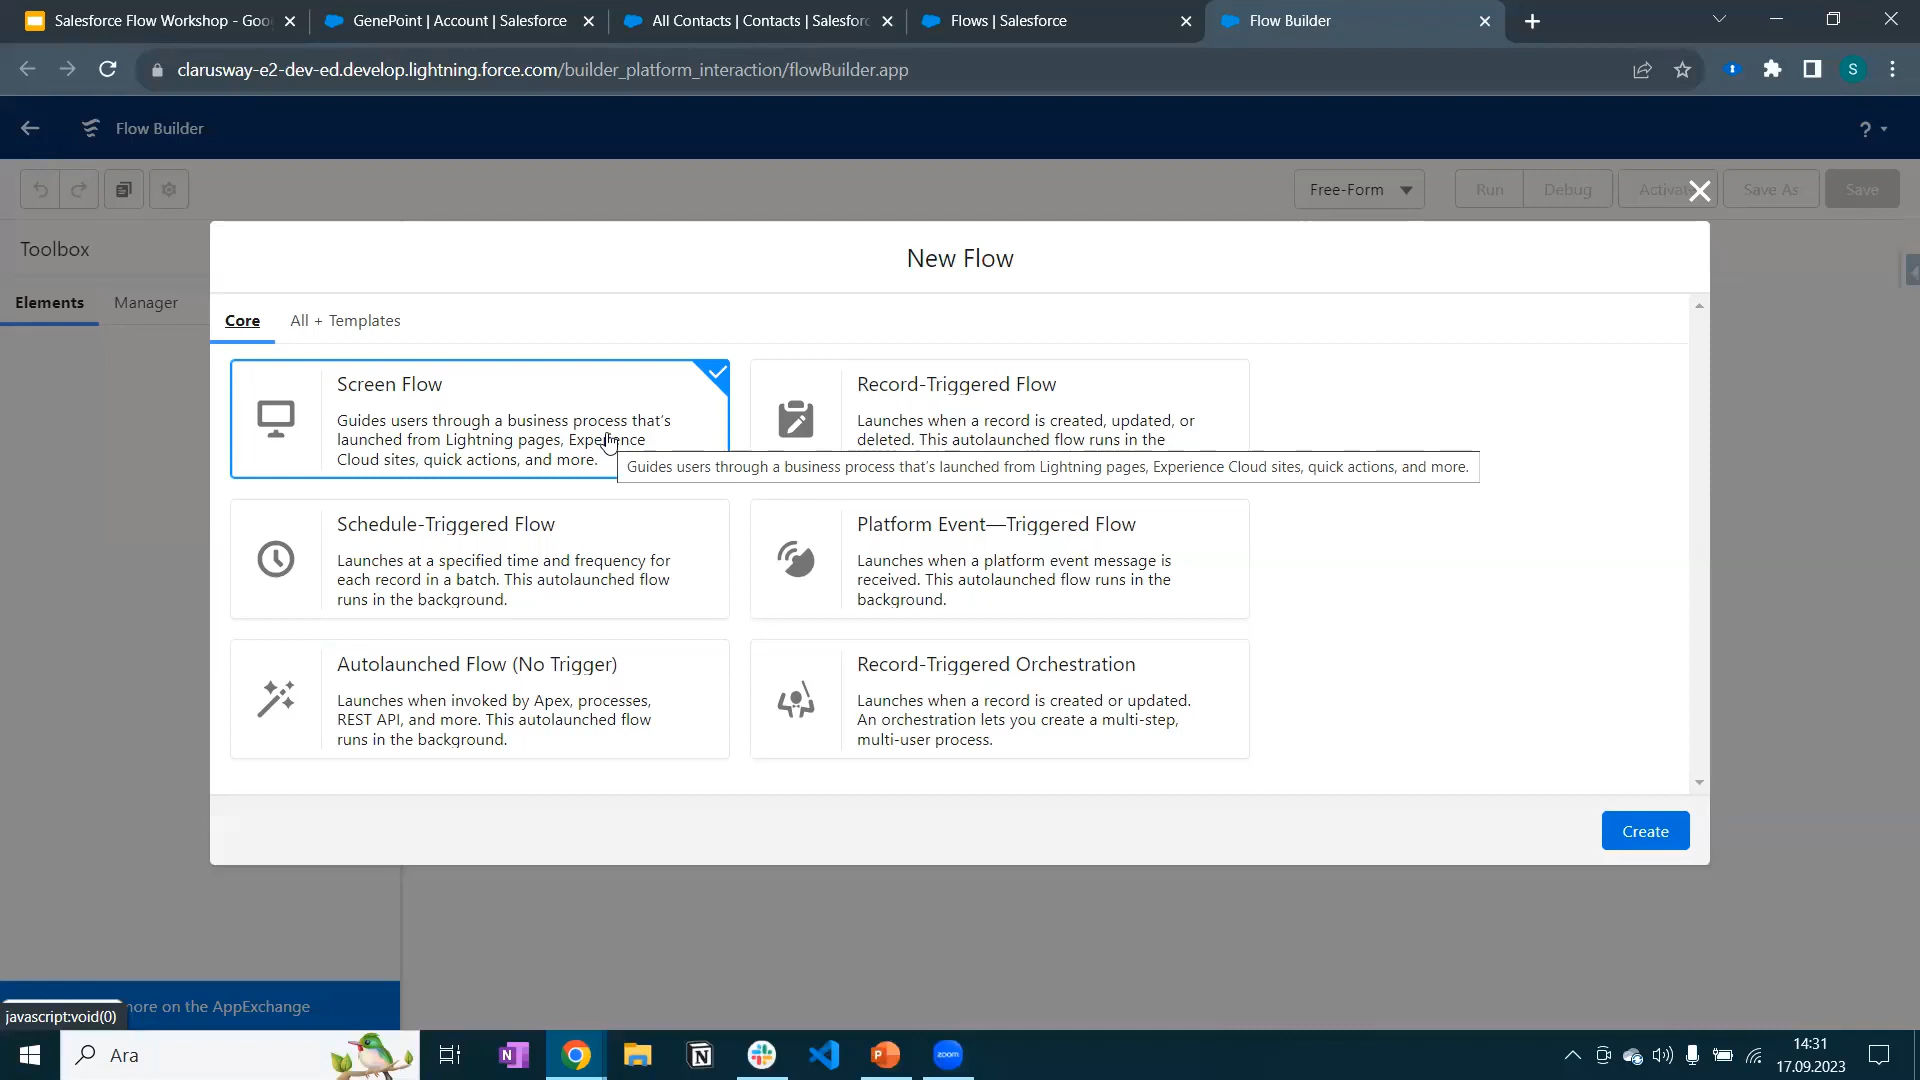 Salesforce Flow Workshop - Goo
GenePoint | Account | Salesforce
All Contacts | Contacts | Salesforc
Flows | Salesforce
Flow Builder
clarusway-e2-dev-ed.develop.lightning.force.com/builder_platform_interaction/flowBuilder.app
S
Flow Builder
?
Free-Form
Run
Debug
Activat
Save As
Save
Toolbox
Elements
Manager
New Flow
Core
All + Templates
Screen Flow
Guides users through a business process that's
launched from Lightning pages, Experience
Cloud sites, quick actions, and more.
Record-Triggered Flow
Launches when a record is created, updated, or
deleted. This autolaunched flow runs in the
Guides users through a business process that's launched from Lightning pages, Experience Cloud sites, quick actions, and more.
Schedule-Triggered Flow
Launches at a specified time and frequency for
each record in a batch. This autolaunched flow
runs in the background.
Platform Event—Triggered Flow
Launches when a platform event message is
received. This autolaunched flow runs in the
background.
Autolaunched Flow (No Trigger)
Launches when invoked by Apex, processes,
REST API, and more. This autolaunched flow
runs in the background.
Record-Triggered Orchestration
Launches when a record is created or updated.
An orchestration lets you create a multi-step,
multi-user process.
Create
more on the AppExchange
javascript:void(0)
Ara
N
N
P
zoom
14:31
17.09.2023